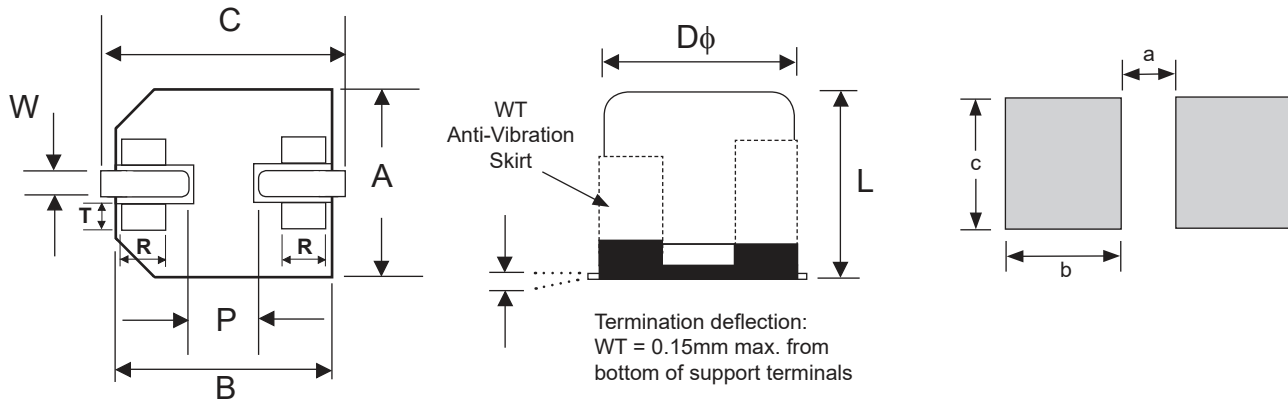 C
W
A
T
R
R
P
B
Dϕ
WT
Anti-Vibration
Skirt
L
Termination deflection:
WT = 0.15mm max. from
bottom of support terminals
a
c
b